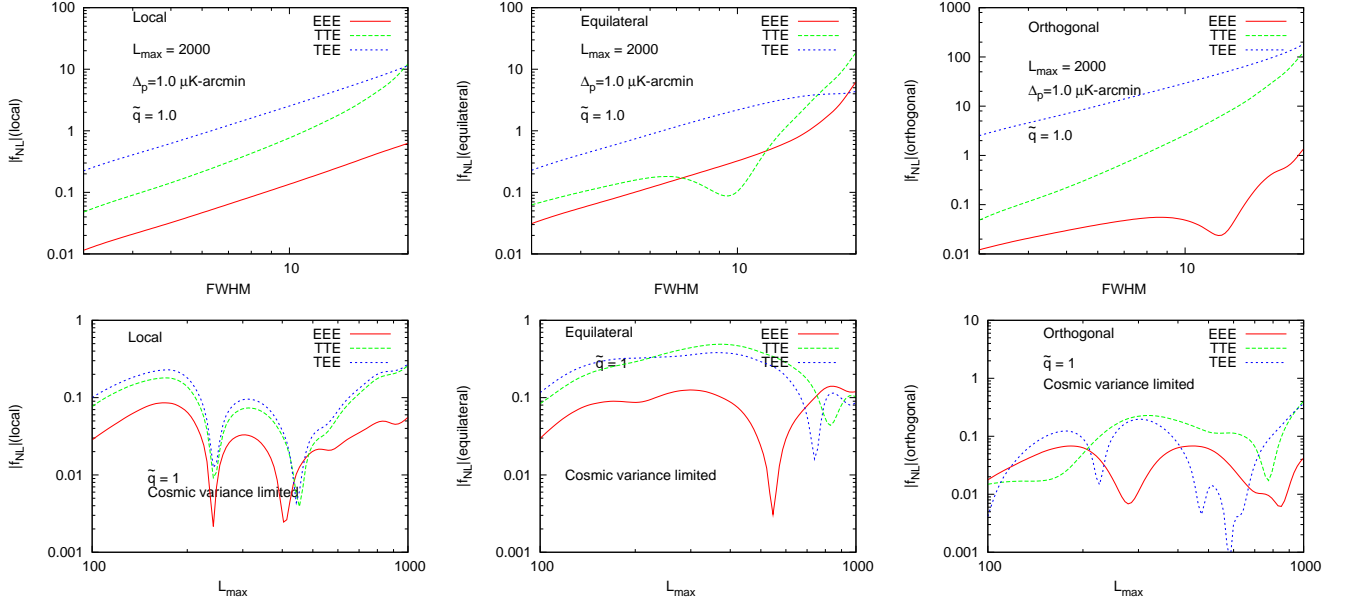 |f_NL|(local)
100
10
1
0.1
0.01
Local
L_max = 2000
Δ_p=1.0 μK-arcmin
q̃ = 1.0
EEE
TTE
TEE
10
FWHM
|f_NL|(equilateral)
100
10
1
0.1
0.01
Equilateral
L_max = 2000
Δ_p=1.0 μK-arcmin
q̃ = 1.0
EEE
TTE
TEE
10
FWHM
|f_NL|(orthogonal)
1000
100
10
1
0.1
0.01
Orthogonal
L_max = 2000
Δ_p=1.0 μK-arcmin
q̃ = 1.0
EEE
TTE
TEE
10
FWHM
|f_NL|(local)
1
0.1
0.01
0.001
Local
EEE
TTE
TEE
q̃ = 1
Cosmic variance limited
100
1000
L_max
|f_NL|(equilateral)
1
0.1
0.01
0.001
Equilateral
q̃ = 1
EEE
TTE
TEE
Cosmic variance limited
100
1000
L_max
|f_NL|(orthogonal)
10
1
0.1
0.01
0.001
Orthogonal
q̃ = 1
Cosmic variance limited
EEE
TTE
TEE
100
1000
L_max